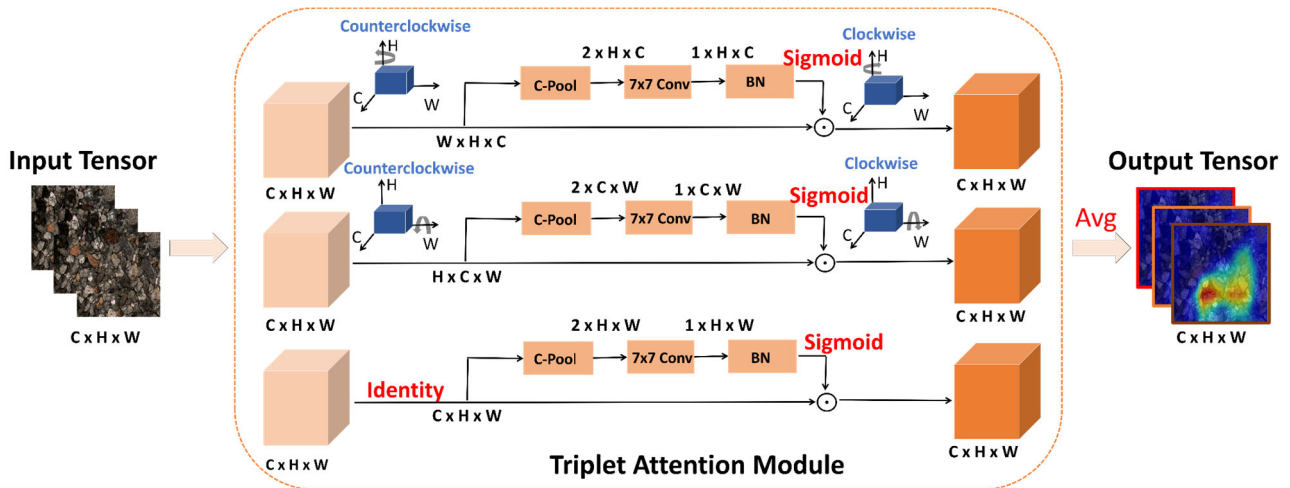 Input Tensor
C x H x W
Counterclockwise
H
C
W
2 x H x C
1 x H x C
Sigmoid
Clockwise
H
C
W
C-Pool
7x7 Conv
BN
W x H x C
C x H x W
C x H x W
Counterclockwise
H
C
W
2 x C x W
1 x C x W
Sigmoid
Clockwise
H
C
W
C-Pool
7x7 Conv
BN
H x C x W
C x H x W
C x H x W
2 x H x W
1 x H x W
Sigmoid
C-Pool
7x7 Conv
BN
Identity
C x H x W
C x H x W
C x H x W
Triplet Attention Module
Avg
Output Tensor
C x H x W